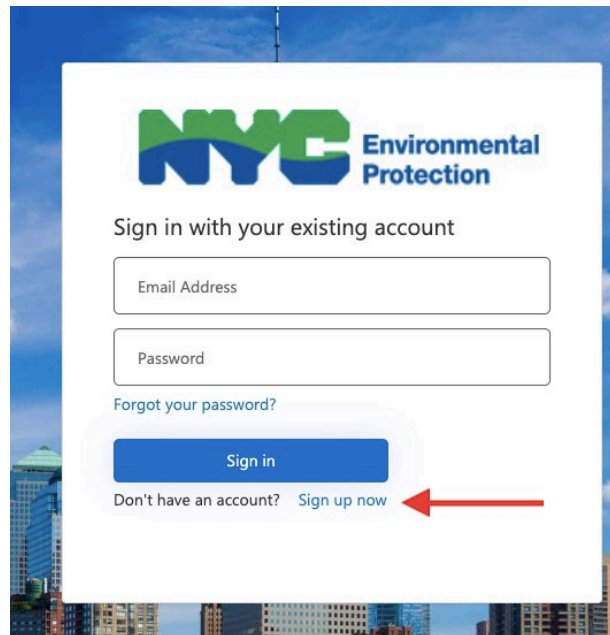 NYC Environmental
Protection
Sign in with your existing account
Email Address
Password
Forgot your password?
Sign in
Don't have an account? Sign up now